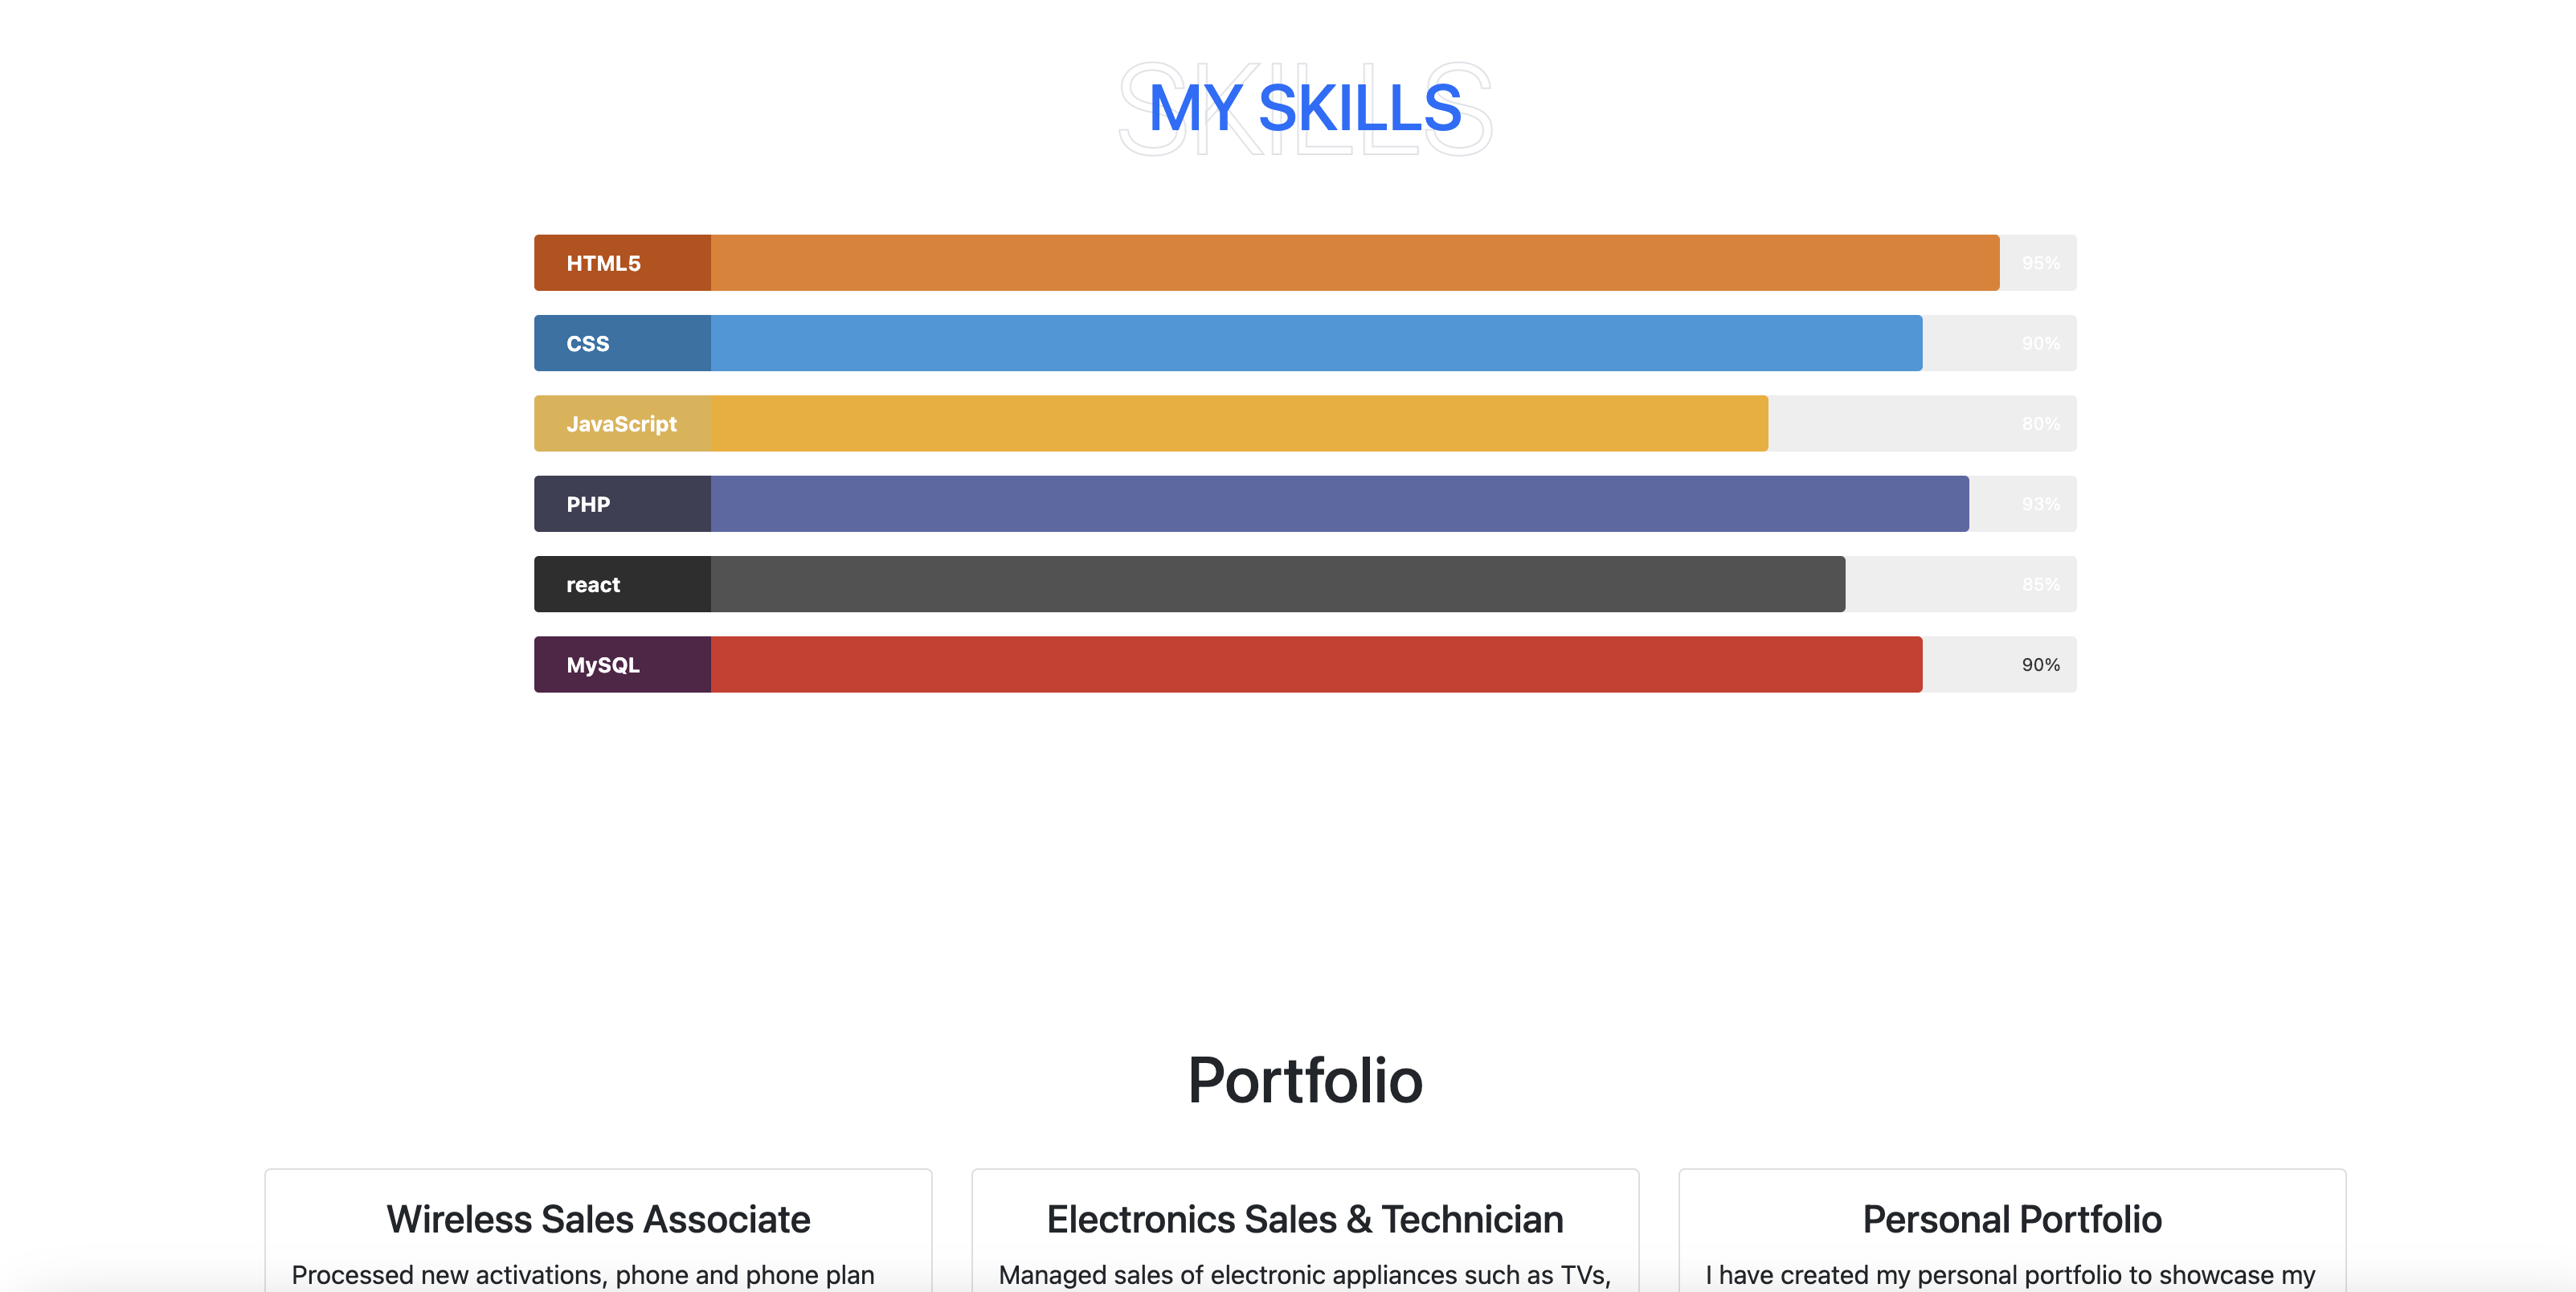 SKILLS
MY SKILLS
HTML5 95%
CSS 90%
JavaScript 80%
PHP 93%
react 85%
MySQL 90%
Portfolio
Wireless Sales Associate
Processed new activations, phone and phone plan
Electronics Sales & Technician
Managed sales of electronic appliances such as TVs,
Personal Portfolio
I have created my personal portfolio to showcase my